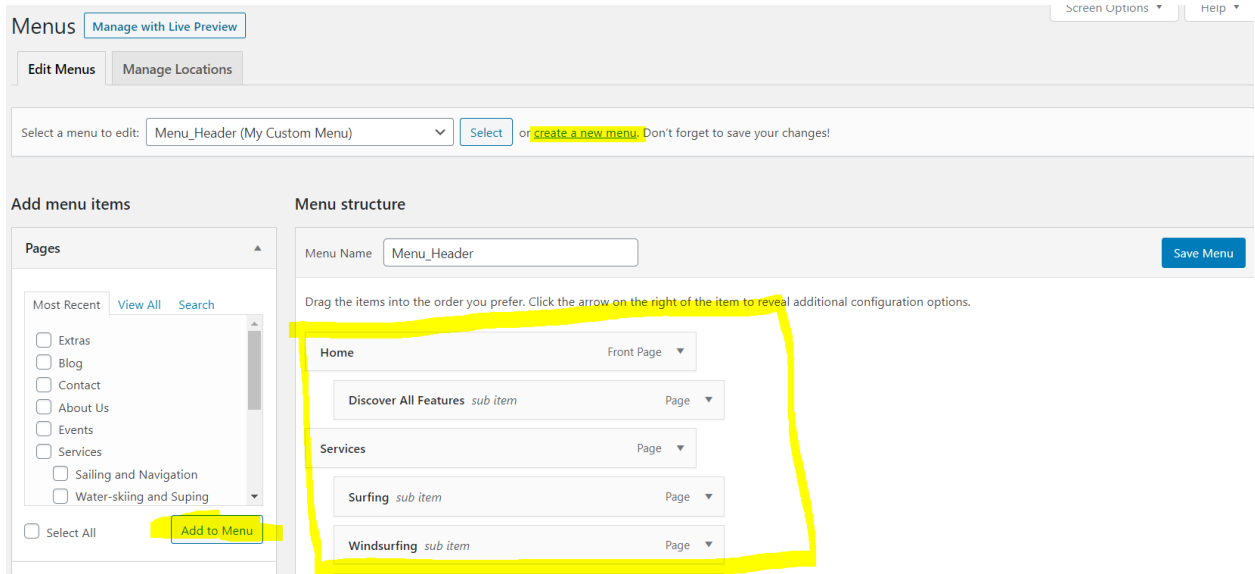 Screen Options ▼ Help ▼
Menus Manage with Live Preview
Edit Menus Manage Locations
Select a menu to edit: Menu_Header (My Custom Menu) Select or create a new menu. Don't forget to save your changes!
Add menu items
Menu structure
Pages
Menu Name Menu_Header Save Menu
Drag the items into the order you prefer. Click the arrow on the right of the item to reveal additional configuration options.
Most Recent View All Search
Extras
Blog
Contact
About Us
Events
Services
Sailing and Navigation
Water-skiing and Suping
Select All Add to Menu
Home Front Page
Discover All Features sub item Page
Services Page
Surfing sub item Page
Windsurfing sub item Page